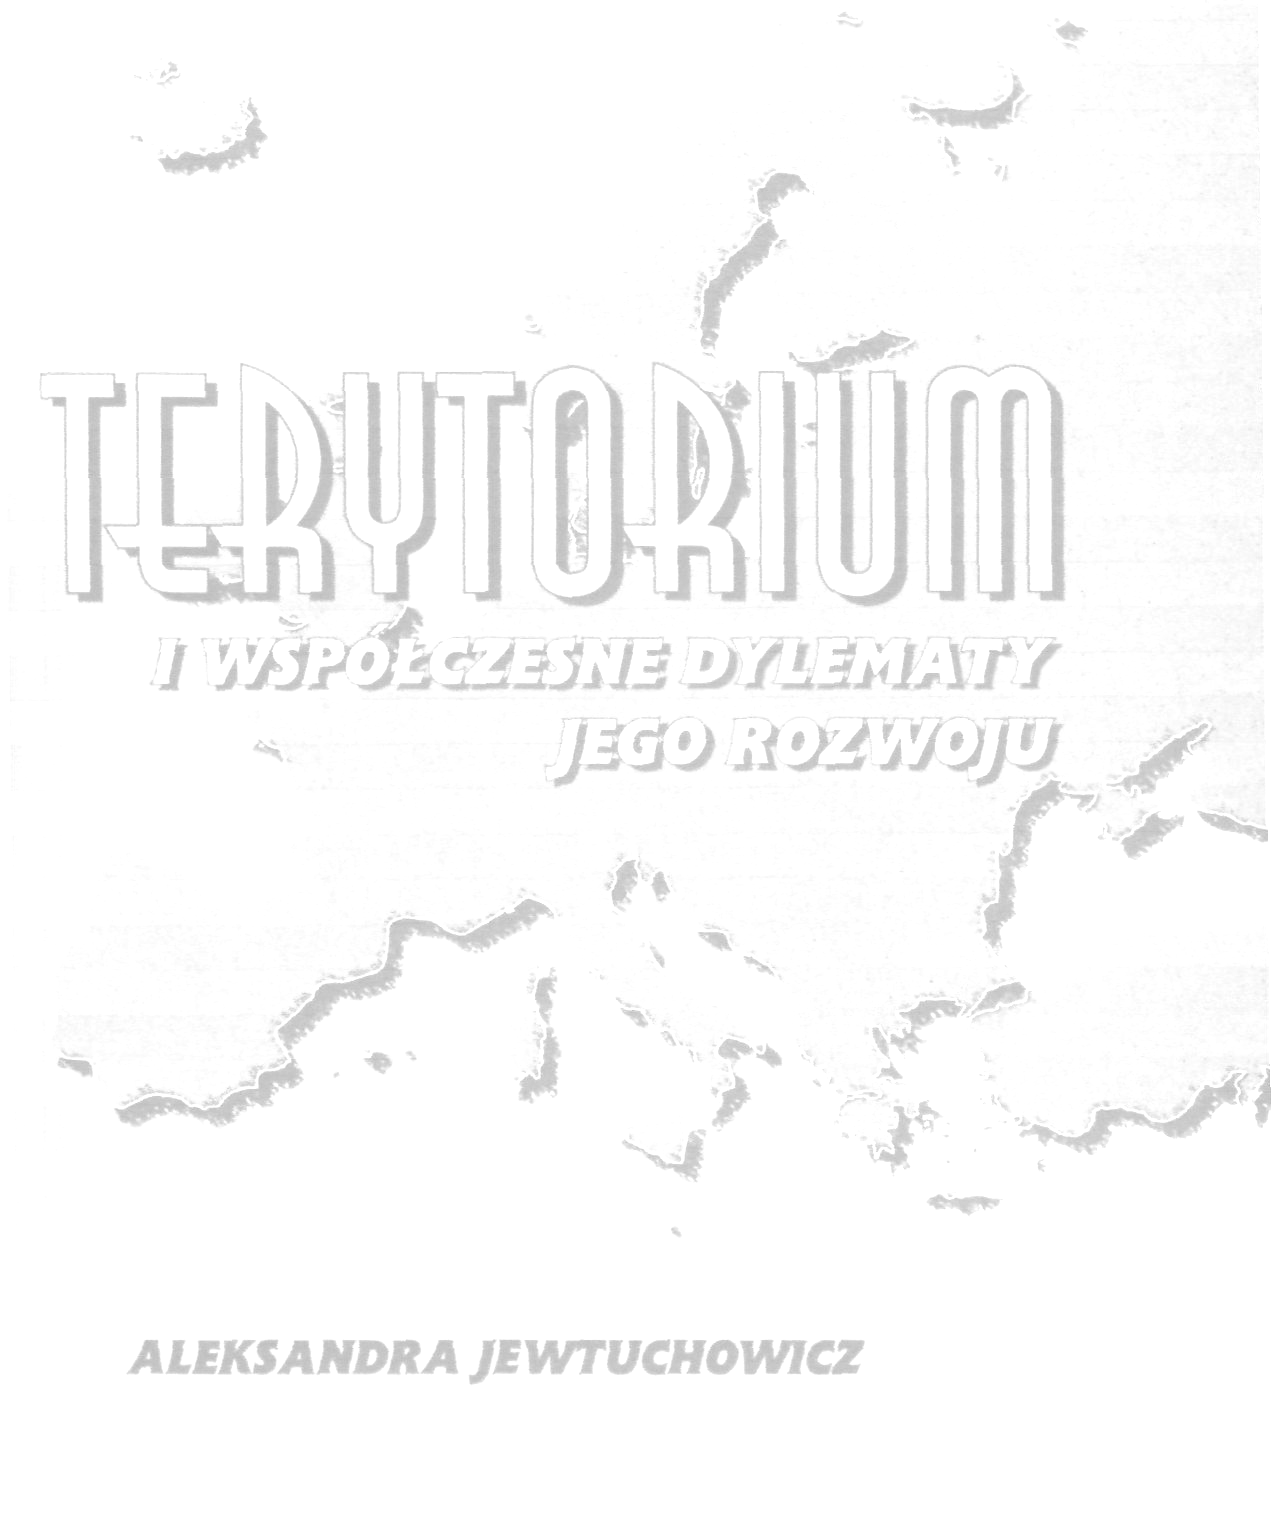 TERYTORIUM
I WSPÓŁCZESNE DYLEMATY
JEGO ROZWOJU
ALEKSANDRA JEWTUCHOWICZ